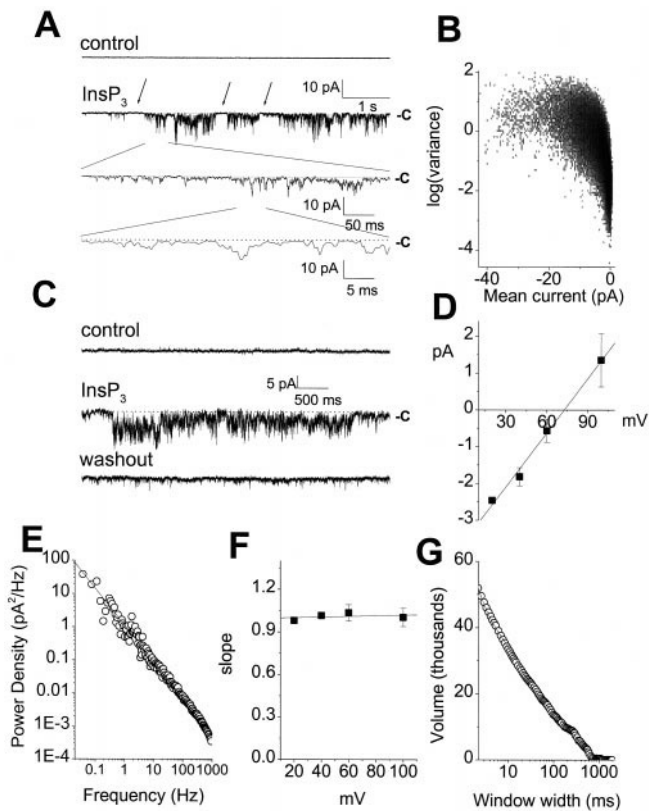 A
control
InsP3
10 pA
1 s
-C
-C
10 pA
50 ms
-C
10 pA
5 ms
B
log(variance)
2
0
-2
-4
-40 -20 0
Mean current (pA)
C
control
InsP3
5 pA
500 ms
-C
washout
D
pA
2
1
0
-1
-2
-3
30 60 90 mV
E
Power Density (pA2/Hz)
100
10
1
0.1
0.01
1E-3
1E-4
0.1 1 10 100 1000
Frequency (Hz)
F
slope
1.2
0.9
0.6
0.3
0.0
20 40 60 80 100
mV
G
Volume (thousands)
60
40
20
0
10 100 1000
Window width (ms)